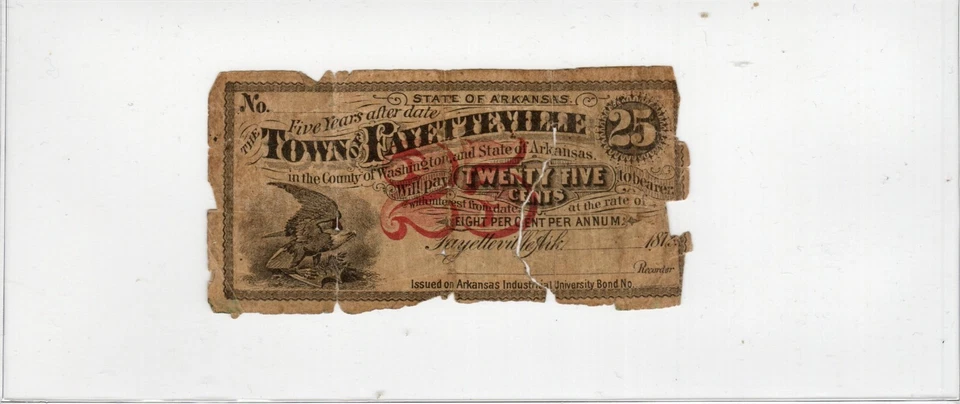 No.
STATE OF ARKANSAS.
25
Five Years after date
THE TOWN OF FAYETTEVILLE
in the County of Washington and State of Arkansas.
25
Will pay TWENTY FIVE to bearer
CENTS
with interest from date at the rate of
EIGHT PER CENT PER ANNUM.
Fayetteville Ark. 187
Recorder
Issued on Arkansas Industrial University Bond No